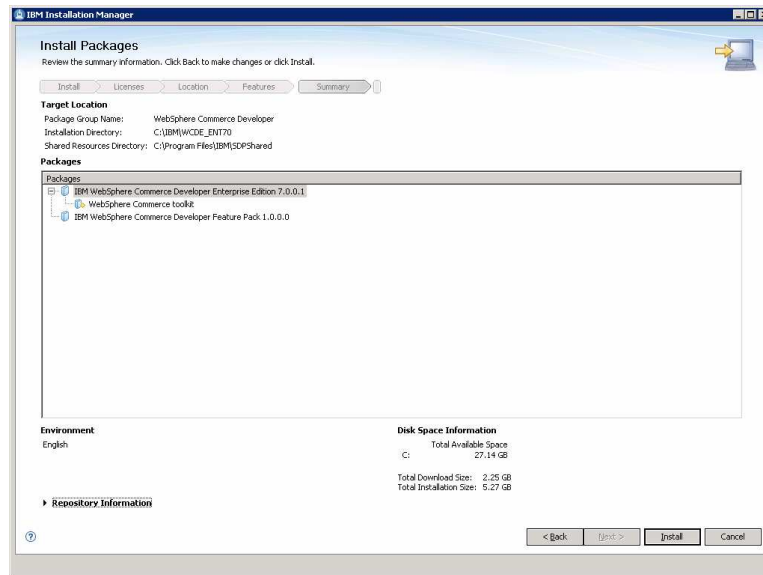 IBM Installation Manager
Install Packages
Review the summary information. Click Back to make changes or click Install.
Install Licenses Location Features Summary
Target Location
Package Group Name: WebSphere Commerce Developer
Installation Directory: C:\IBM\WCDE_ENT70
Shared Resources Directory: C:\Program Files\IBM\SDPShared
Packages
Packages
IBM WebSphere Commerce Developer Enterprise Edition 7.0.0.1
WebSphere Commerce toolkit
IBM WebSphere Commerce Developer Feature Pack 1.0.0.0
Environment
English
Disk Space Information
Total Available Space
C: 27.14 GB
Total Download Size: 2.25 GB
Total Installation Size: 5.27 GB
Repository Information
?
< Back Next > Install Cancel